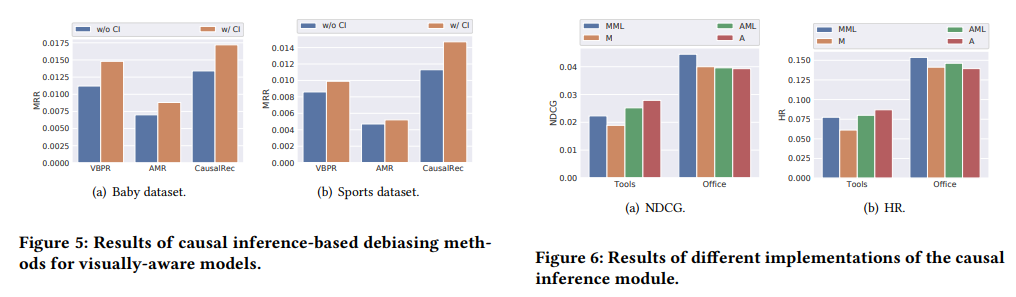 w/o CI
w/ CI
MRR
0.0175
0.0150
0.0125
0.0100
0.0075
0.0050
0.0025
0.0000
VBPR
AMR
CausalRec
(a) Baby dataset.
w/o CI
w/ CI
MRR
0.014
0.012
0.010
0.008
0.006
0.004
0.002
0.000
VBPR
AMR
CausalRec
(b) Sports dataset.
Figure 5: Results of causal inference-based debiasing meth-
ods for visually-aware models.
MML
AML
M
A
NDCG
0.04
0.03
0.02
0.01
0.00
Tools
Office
(a) NDCG.
MML
AML
M
A
HR
0.150
0.125
0.100
0.075
0.050
0.025
0.000
Tools
Office
(b) HR.
Figure 6: Results of different implementations of the causal
inference module.